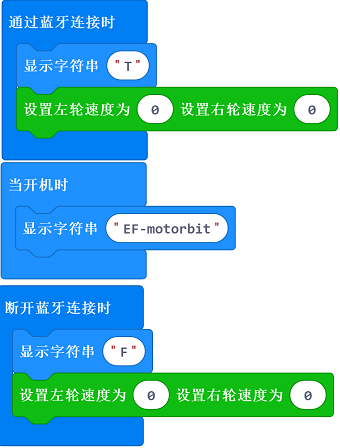 通过蓝牙连接时
显示字符串 "T"
设置左轮速度为 0 设置右轮速度为 0
当开机时
显示字符串 "EF-motorbit"
断开蓝牙连接时
显示字符串 "F"
设置左轮速度为 0 设置右轮速度为 0